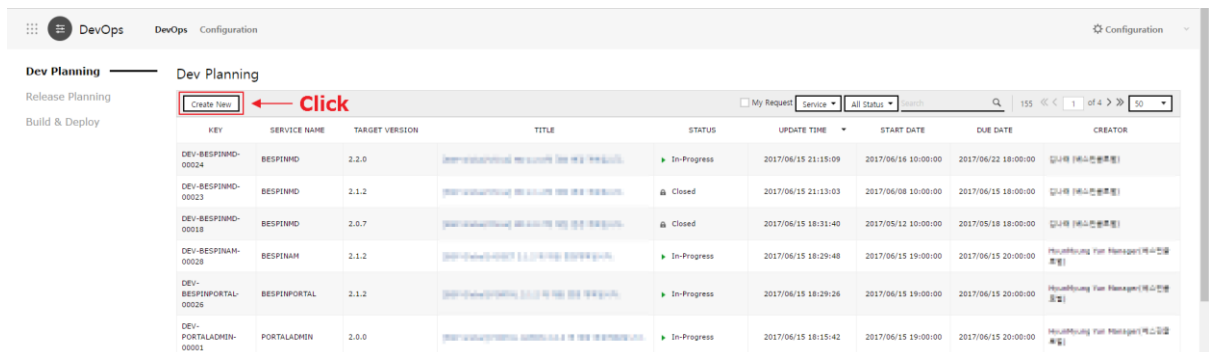 DevOps DevOps Configuration Configuration
Dev Planning
Release Planning
Build & Deploy
Dev Planning
Create New Click My Request Service All Status Search 155 1 of 4 50
KEY SERVICE NAME TARGET VERSION TITLE STATUS UPDATE TIME START DATE DUE DATE CREATOR
DEV-BESPINMD-
00024 BESPINMD 2.2.0 In-Progress 2017/06/15 21:15:09 2017/06/16 10:00:00 2017/06/22 18:00:00
DEV-BESPINMD-
00023 BESPINMD 2.1.2 Closed 2017/06/15 21:13:03 2017/06/08 10:00:00 2017/06/15 18:00:00
DEV-BESPINMD-
00018 BESPINMD 2.0.7 Closed 2017/06/15 18:31:40 2017/05/12 10:00:00 2017/05/18 18:00:00
DEV-BESPINAM-
00028 BESPINAM 2.1.2 In-Progress 2017/06/15 18:29:48 2017/06/15 19:00:00 2017/06/15 20:00:00
DEV-
BESPINPORTAL-
00026 BESPINPORTAL 2.1.2 In-Progress 2017/06/15 18:29:26 2017/06/15 19:00:00 2017/06/15 20:00:00
DEV-
PORTALADMIN-
00001 PORTALADMIN 2.0.0 In-Progress 2017/06/15 18:15:42 2017/06/15 19:00:00 2017/06/15 20:00:00